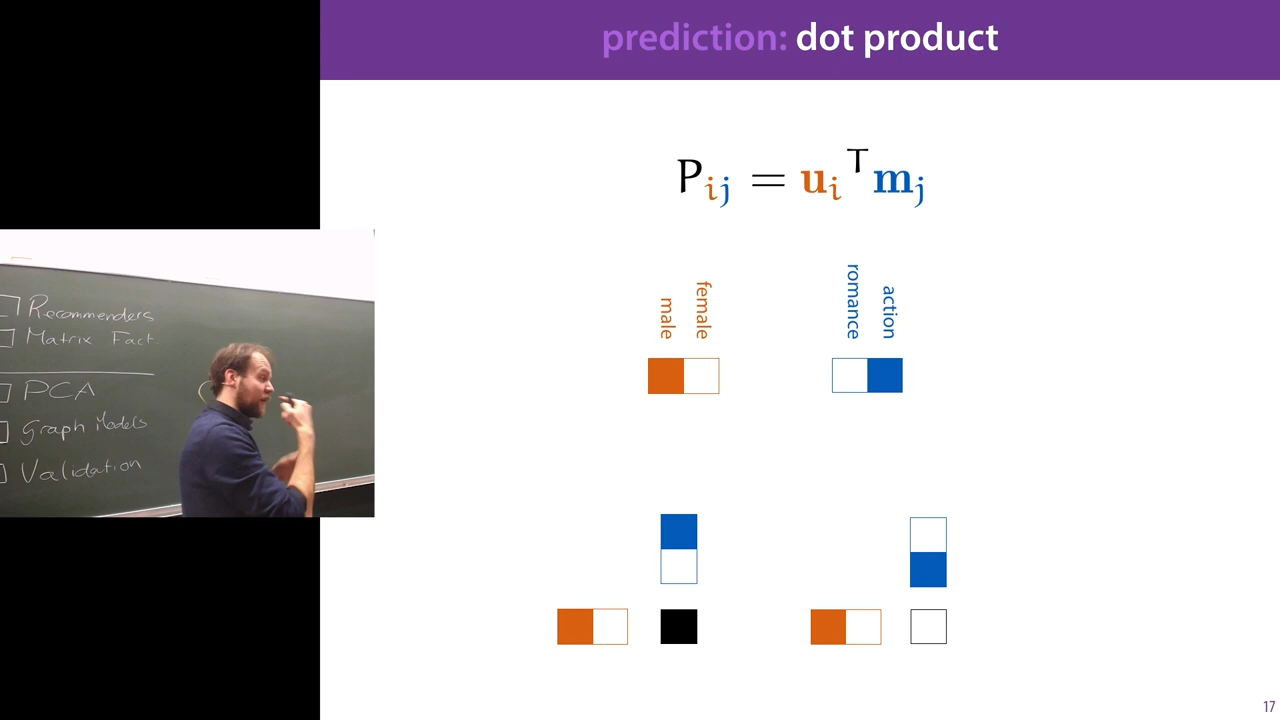 prediction: dot product
P_ij = u_i^T m_j
male female romance action
Recommenders
Matrix Fact.
PCA
Graph Models
Validation
17